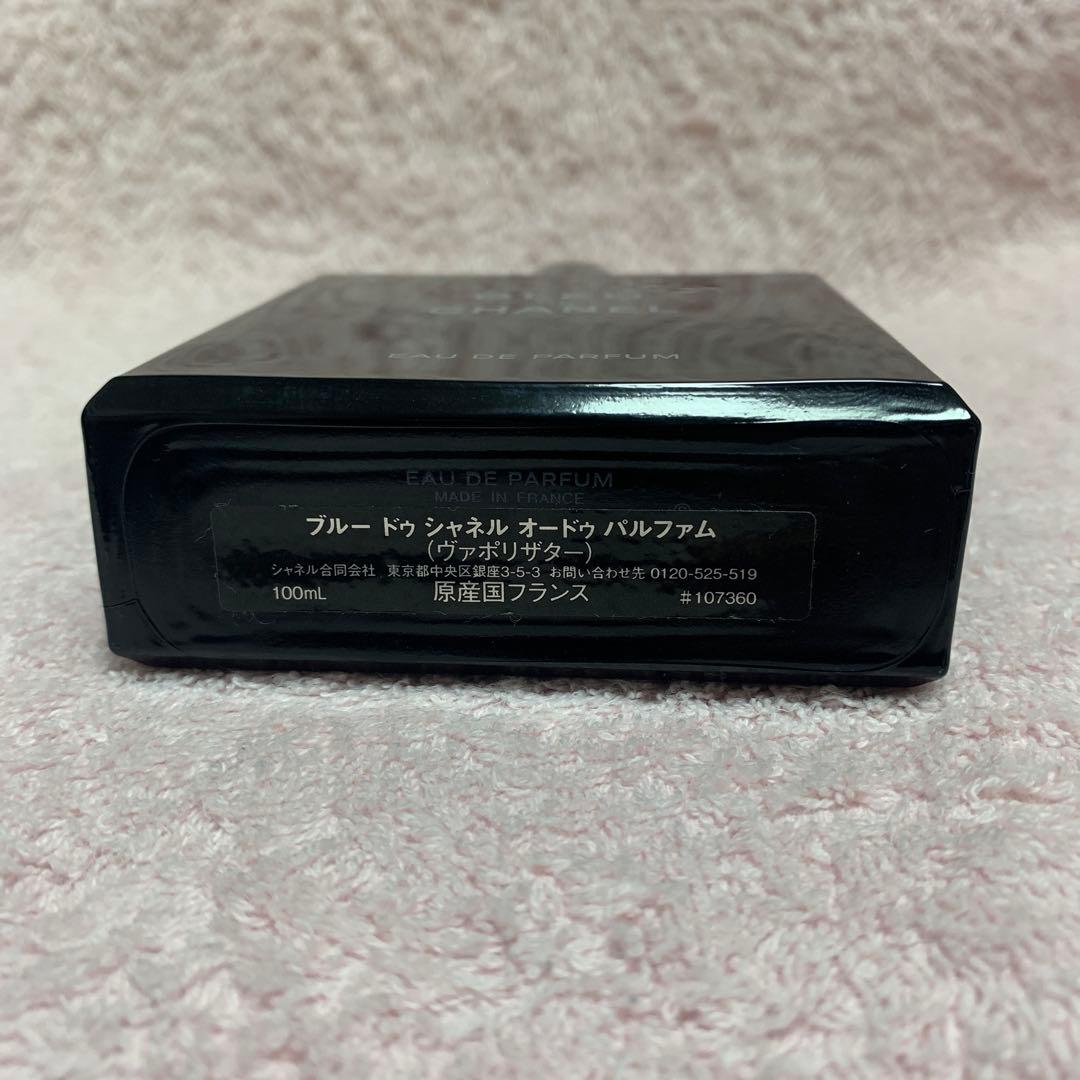 BLEU
CHANEL
EAU DE PARFUM
EAU DE PARFUM
MADE IN FRANCE
ブルー ドゥ シャネル オードゥ パルファム
(ヴァポリザター)
シャネル合同会社 東京都中央区銀座3-5-3 お問い合わせ先 0120-525-519
100mL 原産国フランス #107360